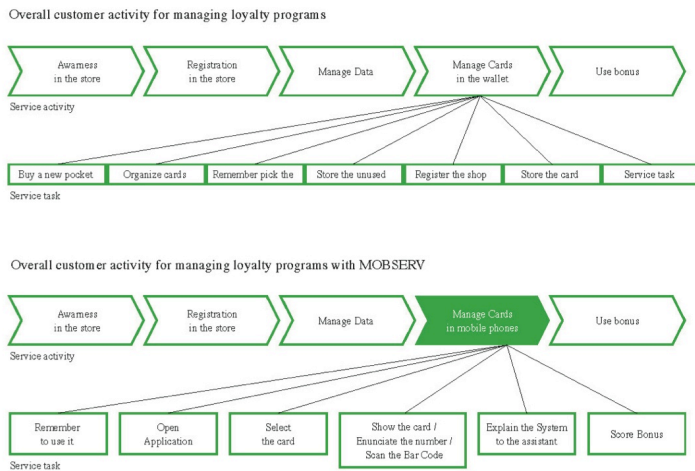 Overall customer activity for managing loyalty programs
Awarness
in the store
Registration
in the store
Manage Data
Manage Cards
in the wallet
Use bonus
Service activity
Buy a new pocket
Organize cards
Remember pick the
Store the unused
Register the shop
Store the card
Service task
Service task
Overall customer activity for managing loyalty programs with MOBSERV
Awarness
in the store
Registration
in the store
Manage Data
Manage Cards
in mobile phones
Use bonus
Service activity
Remember
to use it
Open
Application
Select
the card
Show the card /
Enunciate the number /
Scan the Bar Code
Explain the System
to the assistant
Score Bonus
Service task